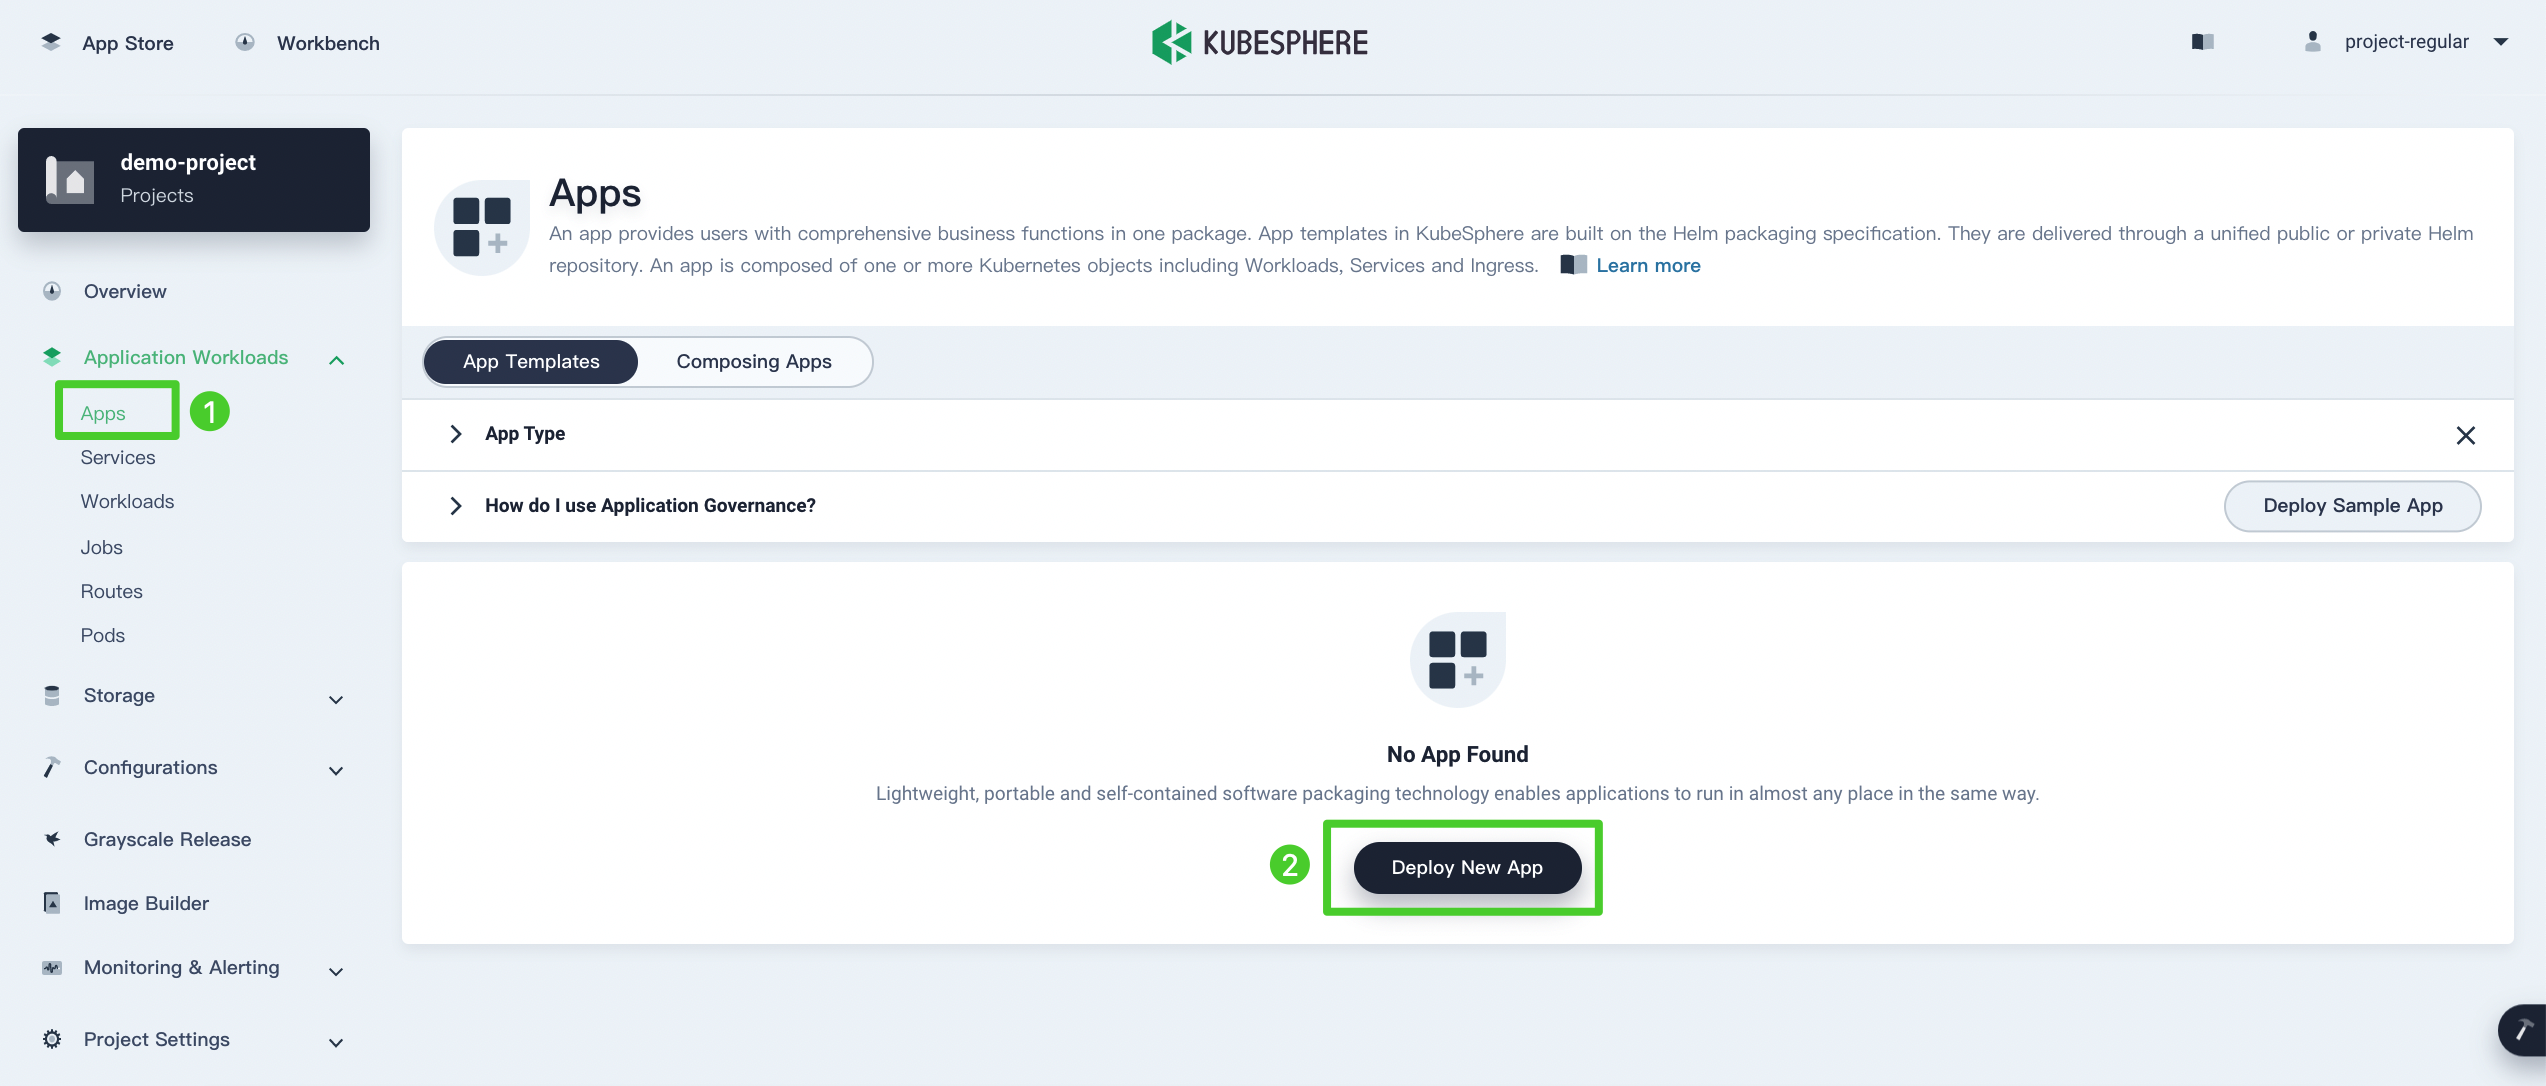 App Store
Workbench
KUBESPHERE
project-regular
demo-project
Projects
Overview
Application Workloads
Apps
1
Services
Workloads
Jobs
Routes
Pods
Storage
Configurations
Grayscale Release
Image Builder
Monitoring & Alerting
Project Settings
Apps
An app provides users with comprehensive business functions in one package. App templates in KubeSphere are built on the Helm packaging specification. They are delivered through a unified public or private Helm
repository. An app is composed of one or more Kubernetes objects including Workloads, Services and Ingress. Learn more
App Templates
Composing Apps
App Type
How do I use Application Governance?
Deploy Sample App
No App Found
Lightweight, portable and self-contained software packaging technology enables applications to run in almost any place in the same way.
2
Deploy New App